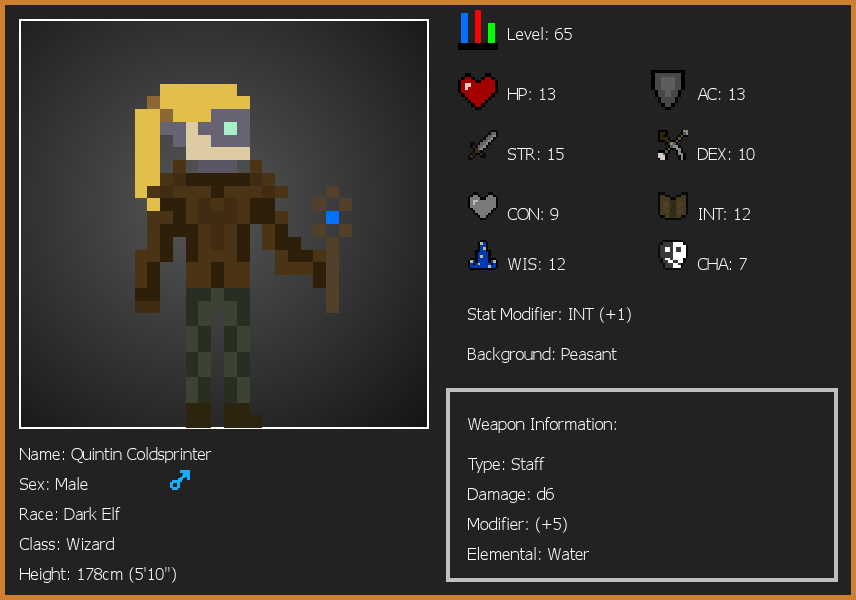 Level: 65
HP: 13
AC: 13
STR: 15
DEX: 10
CON: 9
INT: 12
WIS: 12
CHA: 7
Stat Modifier: INT (+1)
Background: Peasant
Weapon Information:
Type: Staff
Damage: d6
Modifier: (+5)
Elemental: Water
Name: Quintin Coldsprinter
Sex: Male
Race: Dark Elf
Class: Wizard
Height: 178cm (5'10")